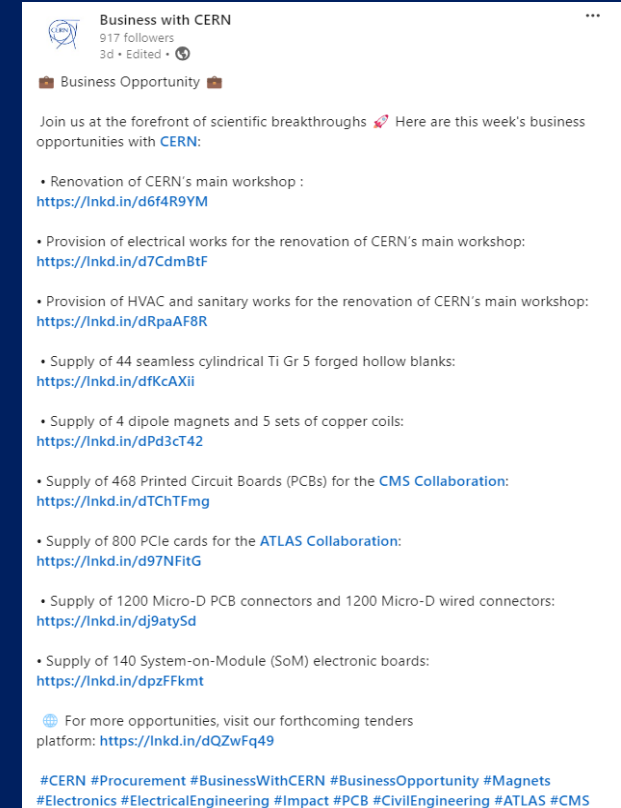 CERN
Business with CERN
917 followers
3d • Edited •
Business Opportunity
Join us at the forefront of scientific breakthroughs 🚀 Here are this week's business
opportunities with CERN:
• Renovation of CERN's main workshop :
https://lnkd.in/d6f4R9YM
• Provision of electrical works for the renovation of CERN's main workshop:
https://lnkd.in/d7CdmBtF
• Provision of HVAC and sanitary works for the renovation of CERN's main workshop:
https://lnkd.in/dRpaAF8R
• Supply of 44 seamless cylindrical Ti Gr 5 forged hollow blanks:
https://lnkd.in/dfKcAXii
• Supply of 4 dipole magnets and 5 sets of copper coils:
https://lnkd.in/dPd3cT42
• Supply of 468 Printed Circuit Boards (PCBs) for the CMS Collaboration:
https://lnkd.in/dTChTFmg
• Supply of 800 PCIe cards for the ATLAS Collaboration:
https://lnkd.in/d97NFitG
• Supply of 1200 Micro-D PCB connectors and 1200 Micro-D wired connectors:
https://lnkd.in/dj9atySd
• Supply of 140 System-on-Module (SoM) electronic boards:
https://lnkd.in/dpzFFkmt
🌐 For more opportunities, visit our forthcoming tenders
platform: https://lnkd.in/dQZwFq49
#CERN #Procurement #BusinessWithCERN #BusinessOpportunity #Magnets
#Electronics #ElectricalEngineering #Impact #PCB #CivilEngineering #ATLAS #CMS